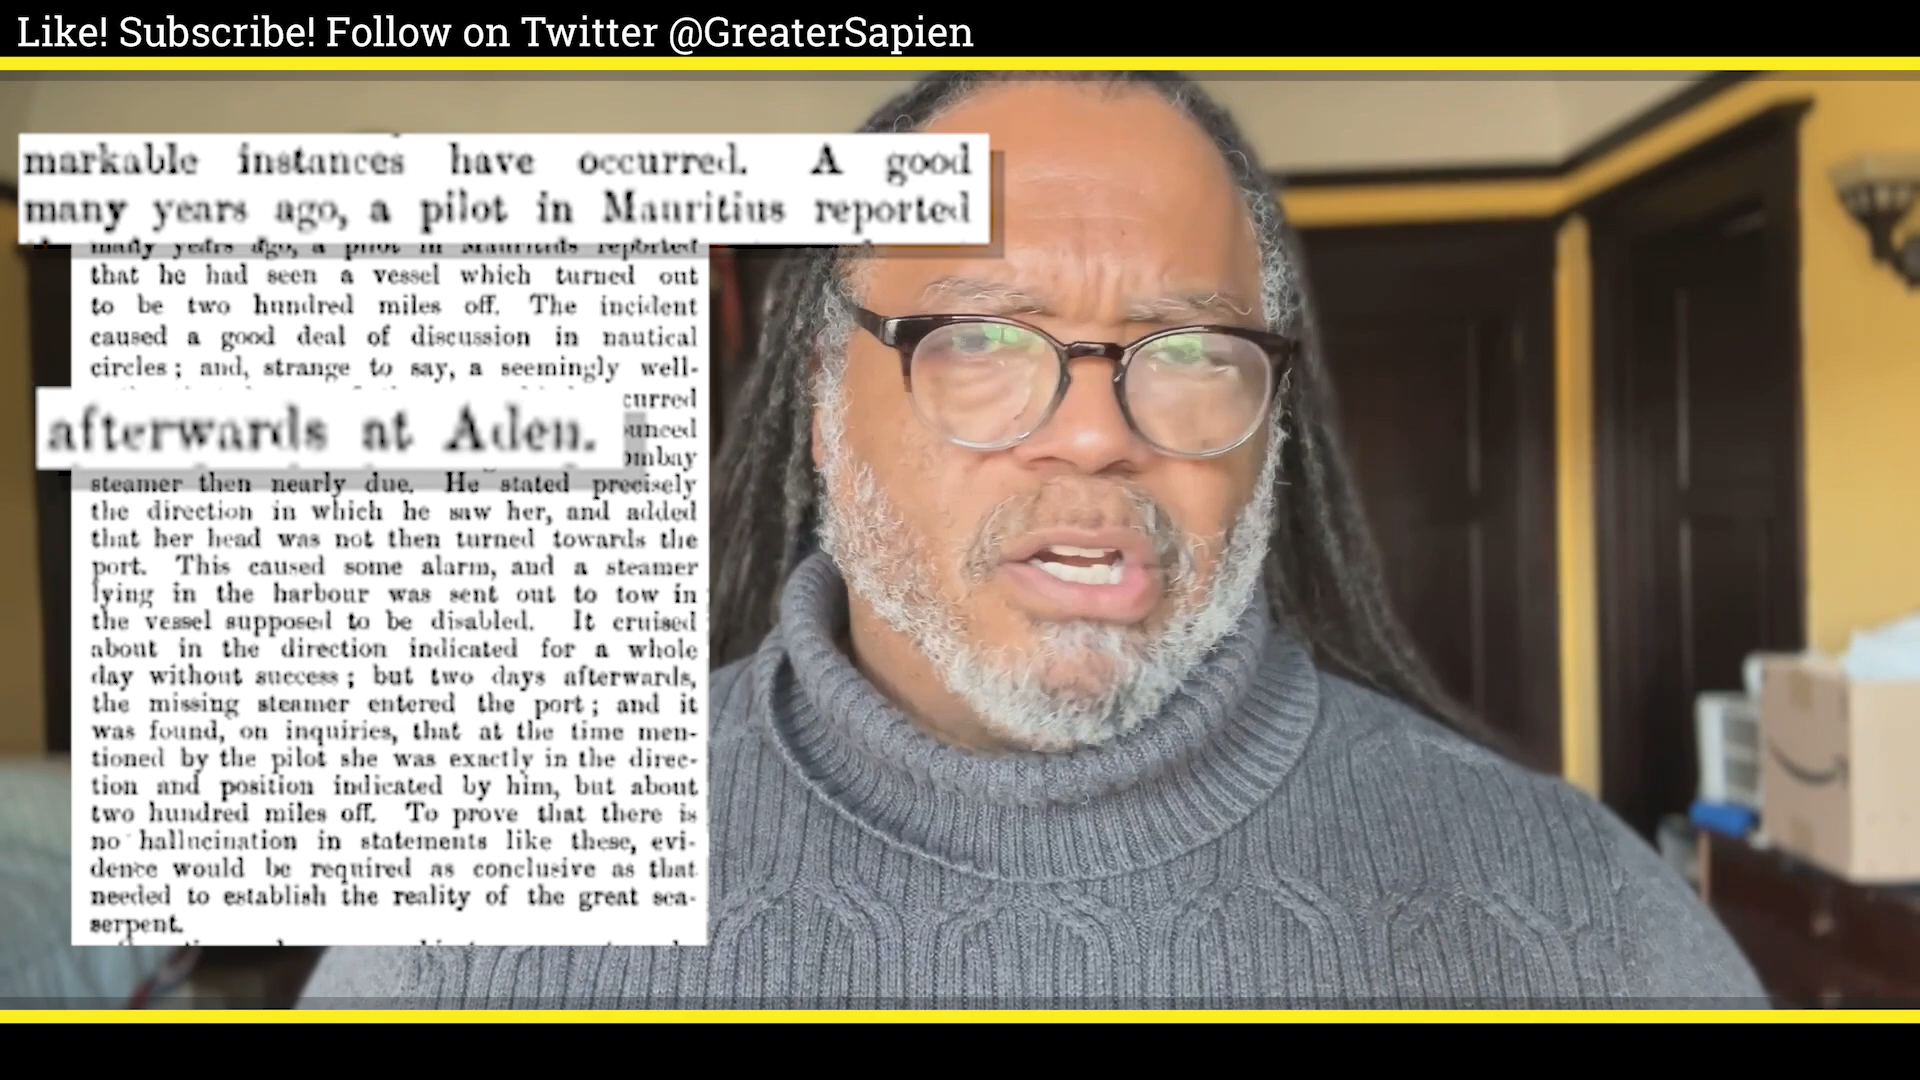 Like! Subscribe! Follow on Twitter @GreaterSapien
markable instances have occurred. A good
many years ago, a pilot in Mauritius reported
many years ago, a pilot in Mauritius reported
that he had seen a vessel which turned out
to be two hundred miles off. The incident
caused a good deal of discussion in nautical
circles; and, strange to say, a seemingly well-
curred
afterwards at Aden.
ounced
ombay
steamer then nearly due. He stated precisely
the direction in which he saw her, and added
that her head was not then turned towards the
port. This caused some alarm, and a steamer
lying in the harbour was sent out to tow in
the vessel supposed to be disabled. It cruised
about in the direction indicated for a whole
day without success; but two days afterwards,
the missing steamer entered the port; and it
was found, on inquiries, that at the time men-
tioned by the pilot she was exactly in the direc-
tion and position indicated by him, but about
two hundred miles off. To prove that there is
no hallucination in statements like these, evi-
dence would be required as conclusive as that
needed to establish the reality of the great sea-
serpent.